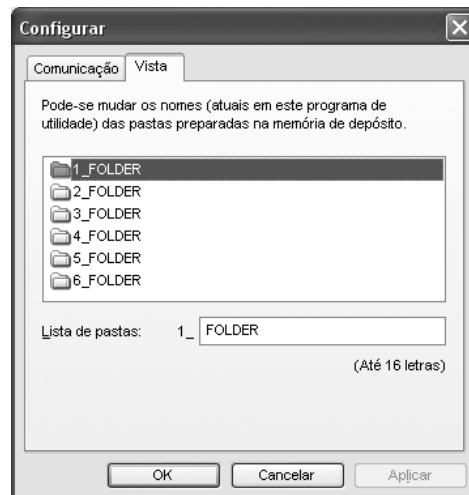 Configurar
Comunicação Vista
Pode-se mudar os nomes (atuais em este programa de
utilidade) das pastas preparadas na memória de depósito.
1_FOLDER
2_FOLDER
3_FOLDER
4_FOLDER
5_FOLDER
6_FOLDER
Lista de pastas: 1_ FOLDER
(Até 16 letras)
OK Cancelar Aplicar